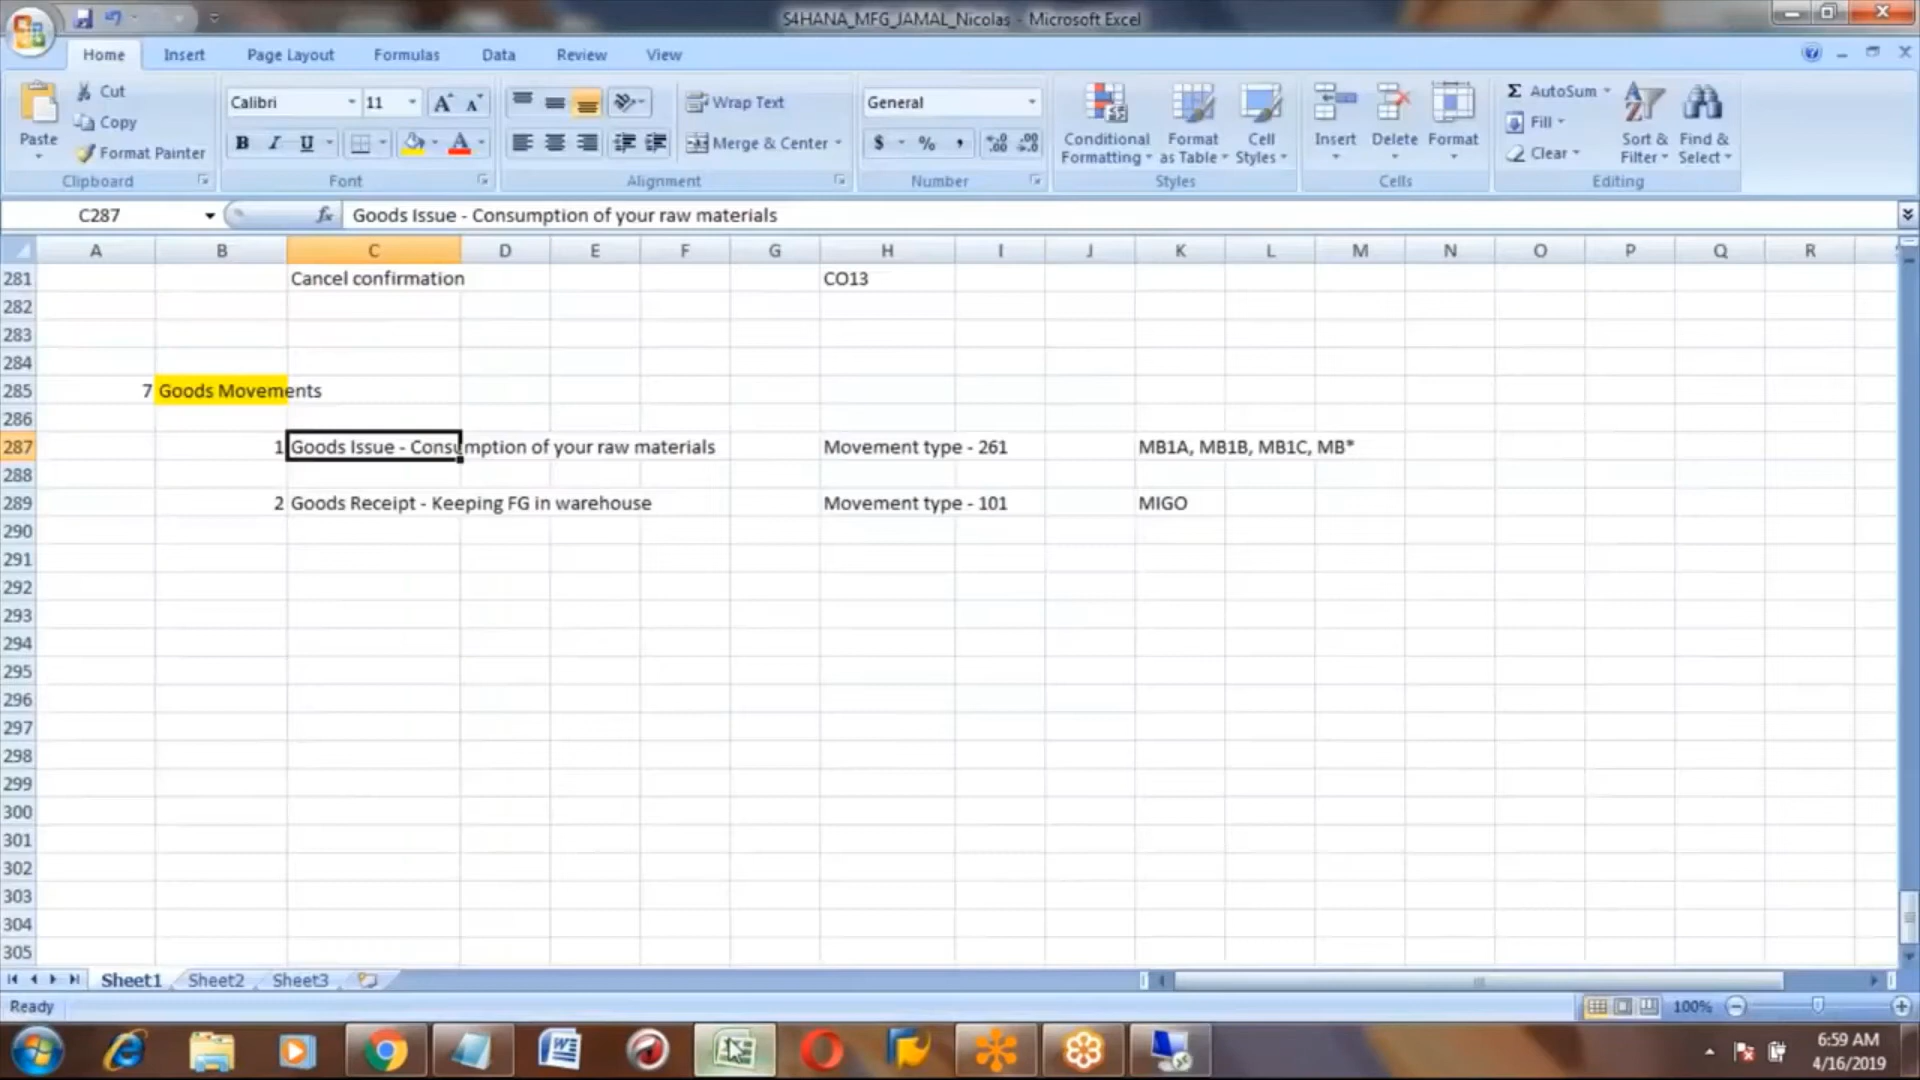 S4HANA_MFG_JAMAL_Nicolas - Microsoft Excel
Home Insert Page Layout Formulas Data Review View
Paste
Cut
Copy
Format Painter
Clipboard
Calibri 11
B I U
Font
Wrap Text
Merge & Center
Alignment
General
$ % ,
Number
Conditional Formatting
Format as Table
Cell Styles
Styles
Insert Delete Format
Cells
Σ AutoSum
Fill
Clear
Sort & Filter
Find & Select
Editing
C287 fx Goods Issue - Consumption of your raw materials
A B C D E F G H I J K L M N O P Q R
281 Cancel confirmation CO13
282
283
284
285 7 Goods Movements
286
287 1 Goods Issue - Consumption of your raw materials Movement type - 261 MB1A, MB1B, MB1C, MB*
288
289 2 Goods Receipt - Keeping FG in warehouse Movement type - 101 MIGO
290
291
292
293
294
295
296
297
298
299
300
301
302
303
304
305
Sheet1 Sheet2 Sheet3
Ready 100%
6:59 AM
4/16/2019